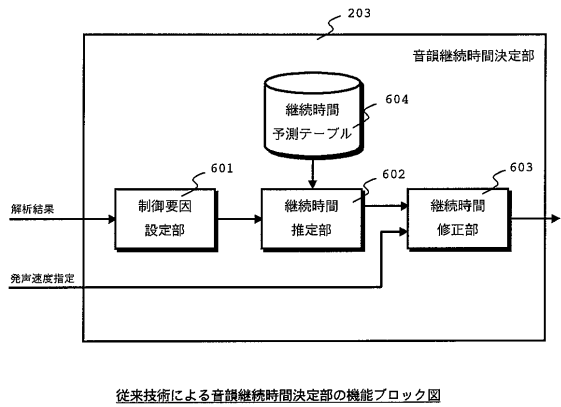 203
音韻継続時間決定部
継続時間
予測テーブル
604
601
602
603
解析結果
制御要因
設定部
継続時間
推定部
継続時間
修正部
発声速度指定
従来技術による音韻継続時間決定部の機能ブロック図